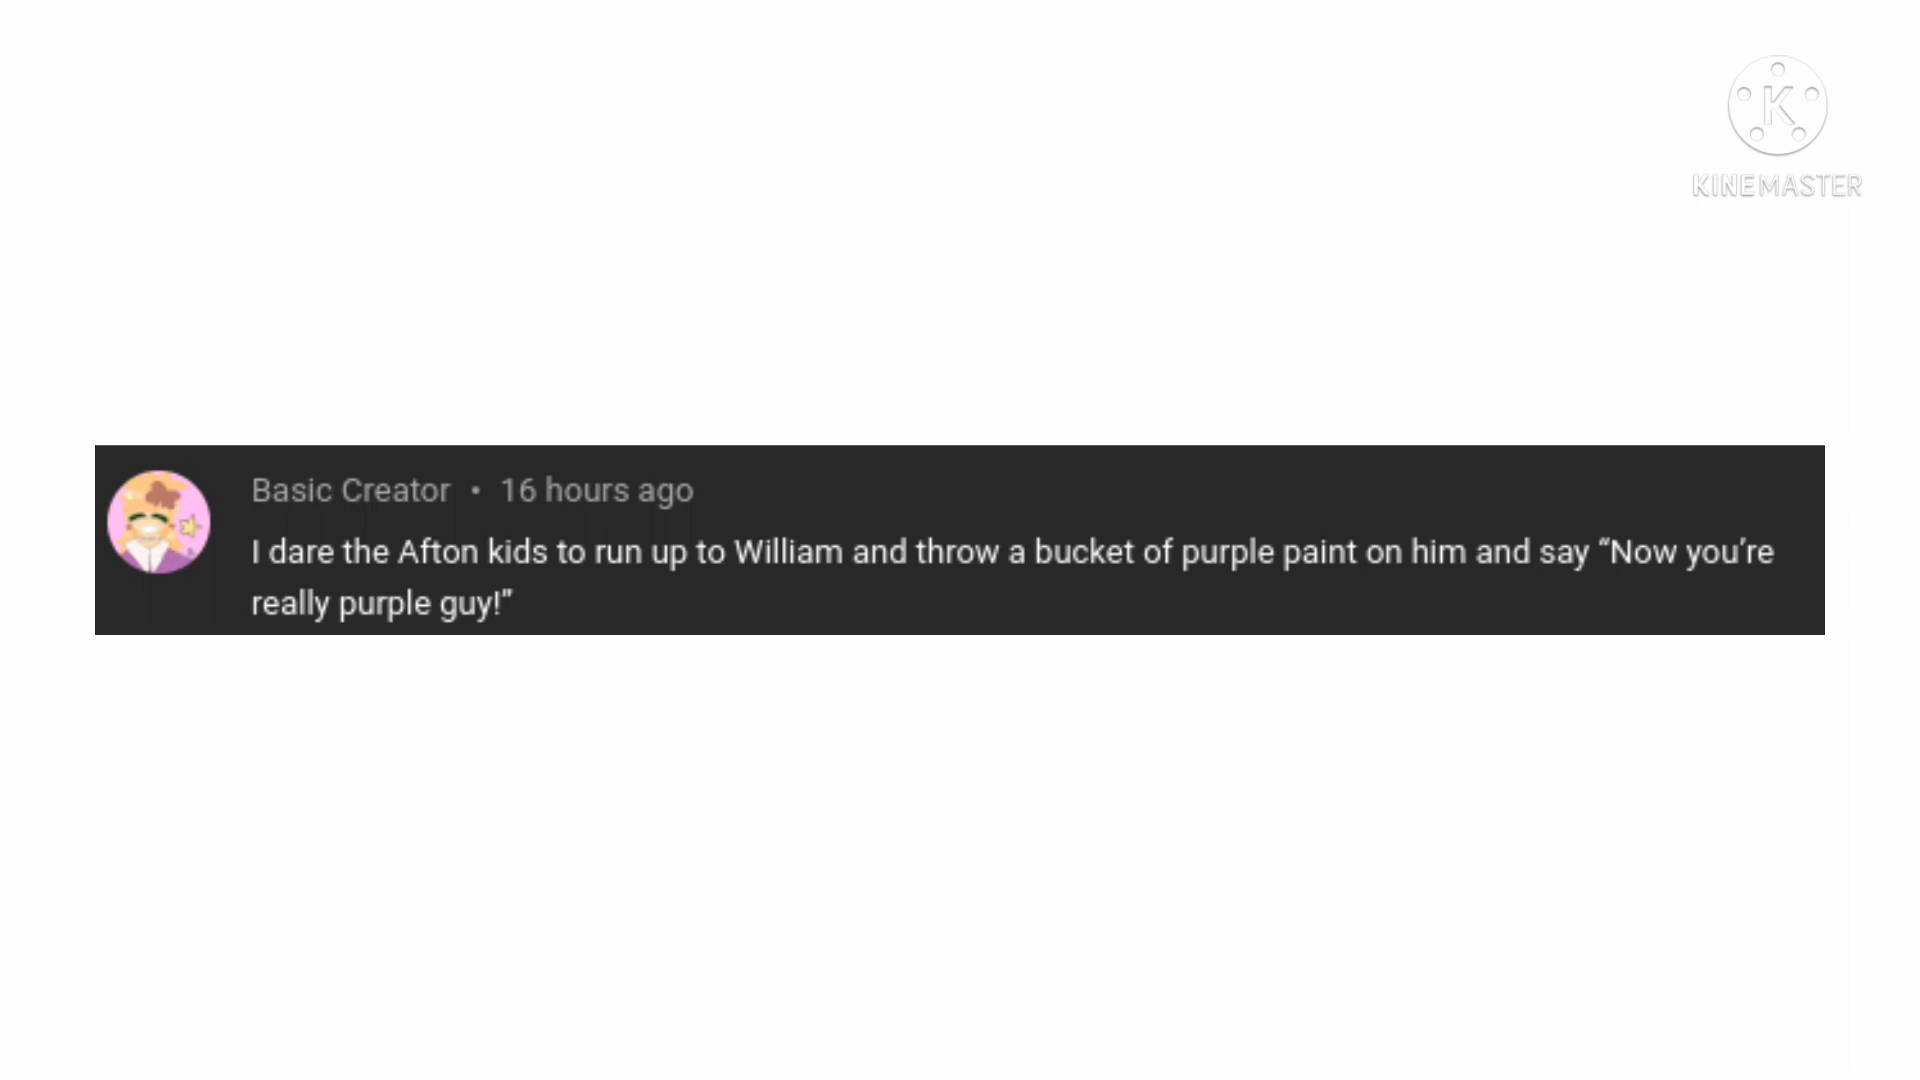 K
KINEMASTER
Basic Creator • 16 hours ago
I dare the Afton kids to run up to William and throw a bucket of purple paint on him and say “Now you’re
really purple guy!”